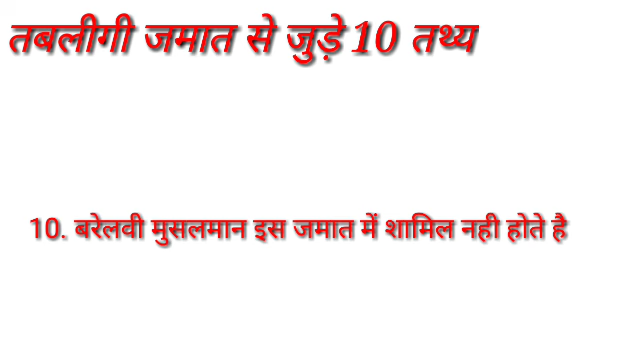 तबलीगी जमात से जुड़े 10 तथ्य
10. बरेलवी मुसलमान इस जमात में शामिल नही होते है